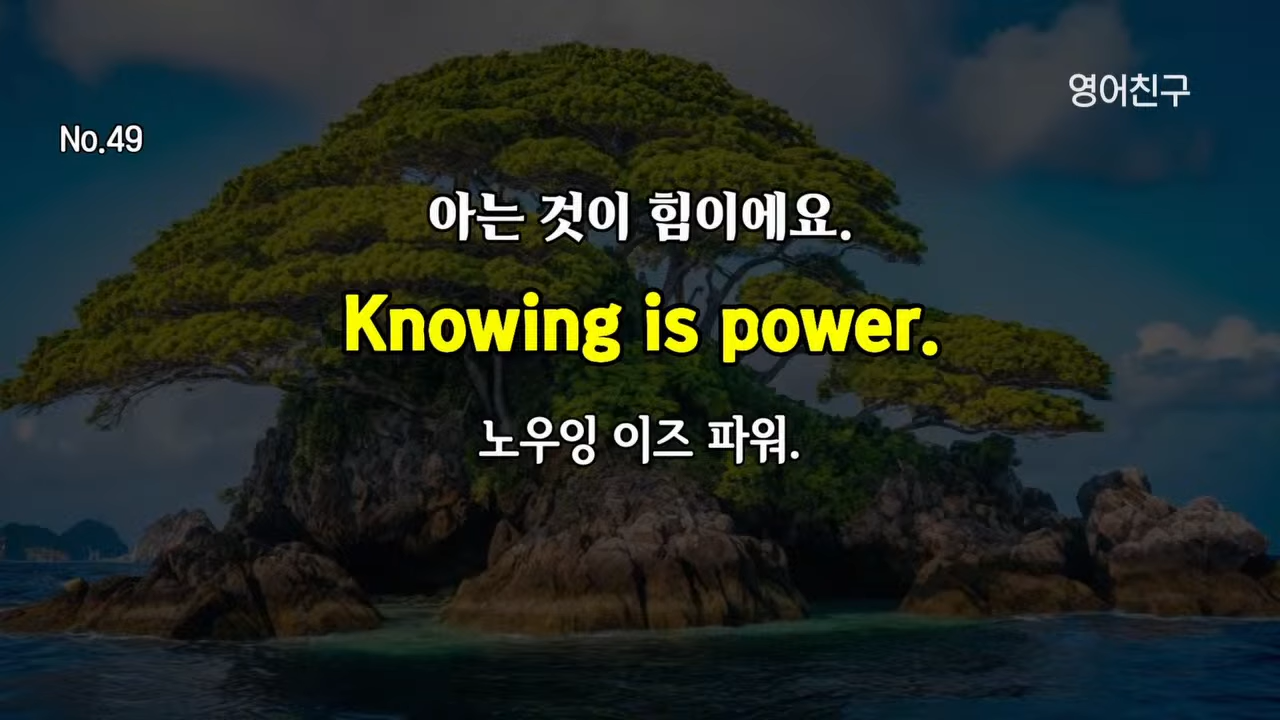 영어친구
No.49
아는 것이 힘이에요.
Knowing is power.
노우잉 이즈 파워.